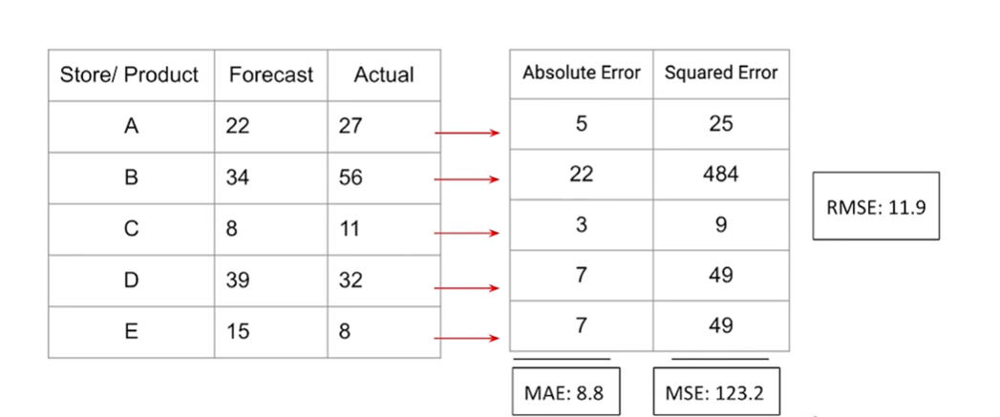 Store/ Product Forecast Actual Absolute Error Squared Error
A 22 27 5 25
B 34 56 22 484
RMSE: 11.9
C 8 11 3 9
D 39 32 7 49
E 15 8 7 49
MAE: 8.8 MSE: 123.2